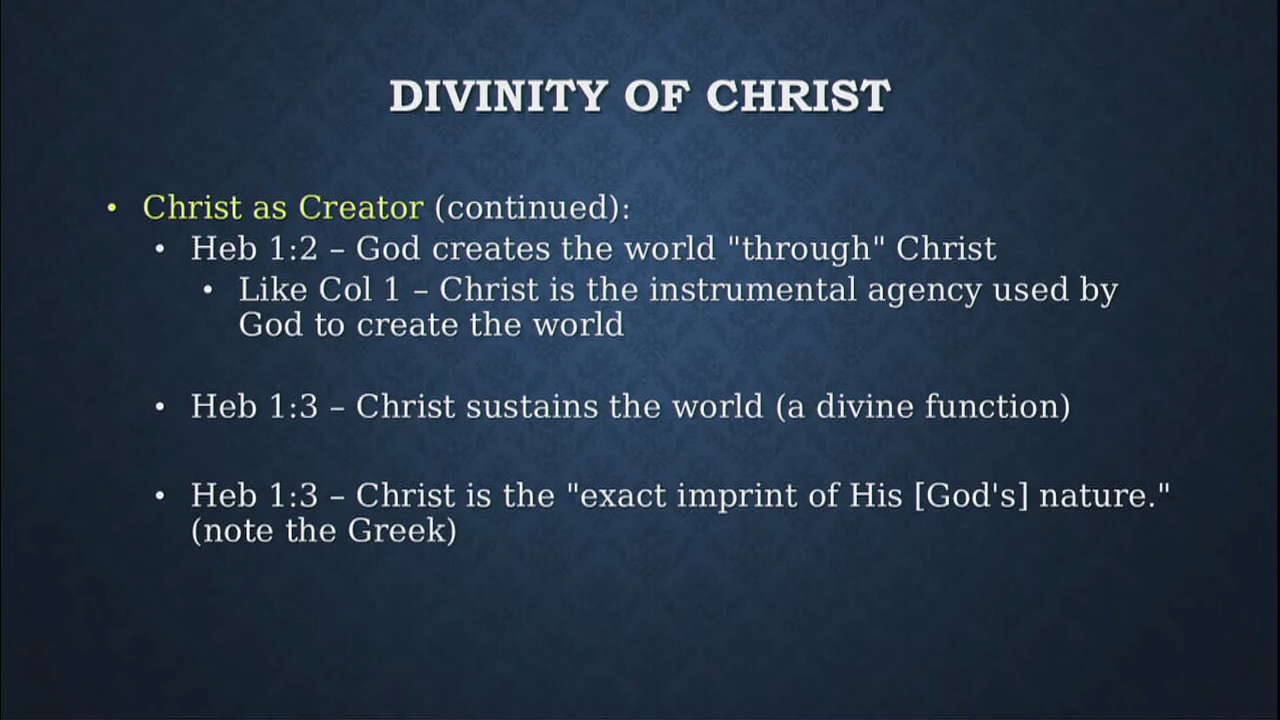 DIVINITY OF CHRIST
• Christ as Creator (continued):
• Heb 1:2 – God creates the world "through" Christ
• Like Col 1 – Christ is the instrumental agency used by
God to create the world
• Heb 1:3 – Christ sustains the world (a divine function)
• Heb 1:3 – Christ is the "exact imprint of His [God's] nature."
(note the Greek)